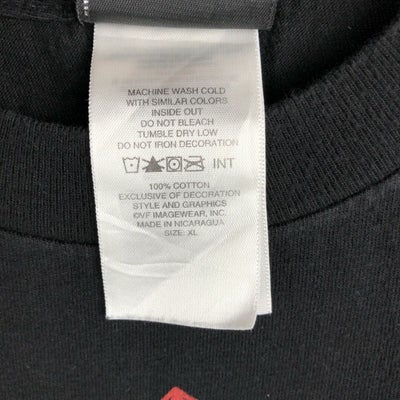 MACHINE WASH COLD
WITH SIMILAR COLORS
INSIDE OUT
DO NOT BLEACH
TUMBLE DRY LOW
DO NOT IRON DECORATION
INT
100% COTTON
EXCLUSIVE OF DECORATION
STYLE AND GRAPHICS
©VF IMAGEWEAR, INC.
MADE IN NICARAGUA
SIZE: XL